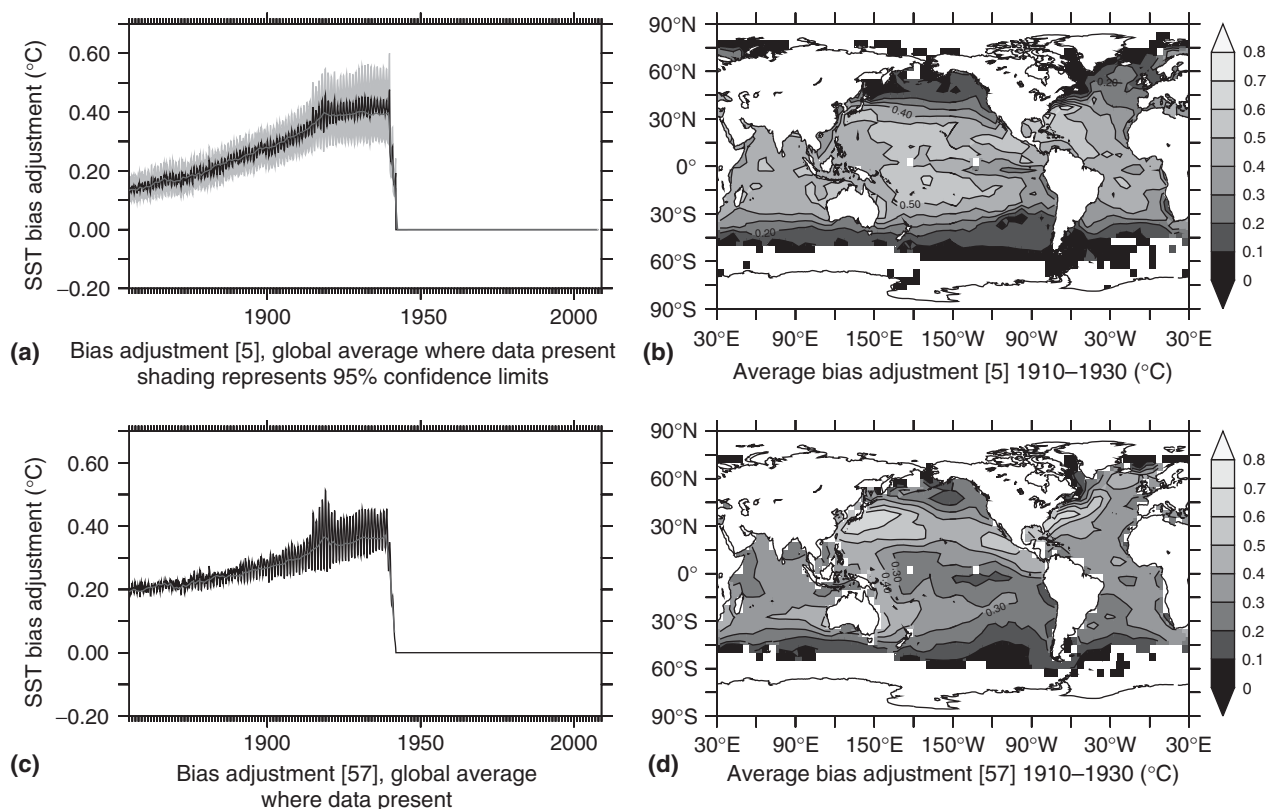 0.60
0.40
0.20
0.00
−0.20
SST bias adjustment (°C)
1900
1950
2000
(a)
Bias adjustment [5], global average where data present
shading represents 95% confidence limits
90°N
60°N
30°N
0°
30°S
60°S
90°S
0.20
0.40
0.50
0.20
30°E
90°E
150°E
150°W
90°W
30°W
30°E
0.8
0.7
0.6
0.5
0.4
0.3
0.2
0.1
0
(b)
Average bias adjustment [5] 1910–1930 (°C)
0.60
0.40
0.20
0.00
−0.20
SST bias adjustment (°C)
1900
1950
2000
(c)
Bias adjustment [57], global average
where data present
90°N
60°N
30°N
0°
30°S
60°S
90°S
0.30
0.40
0.30
30°E
90°E
150°E
150°W
90°W
30°W
30°E
0.8
0.7
0.6
0.5
0.4
0.3
0.2
0.1
0
(d)
Average bias adjustment [57] 1910–1930 (°C)